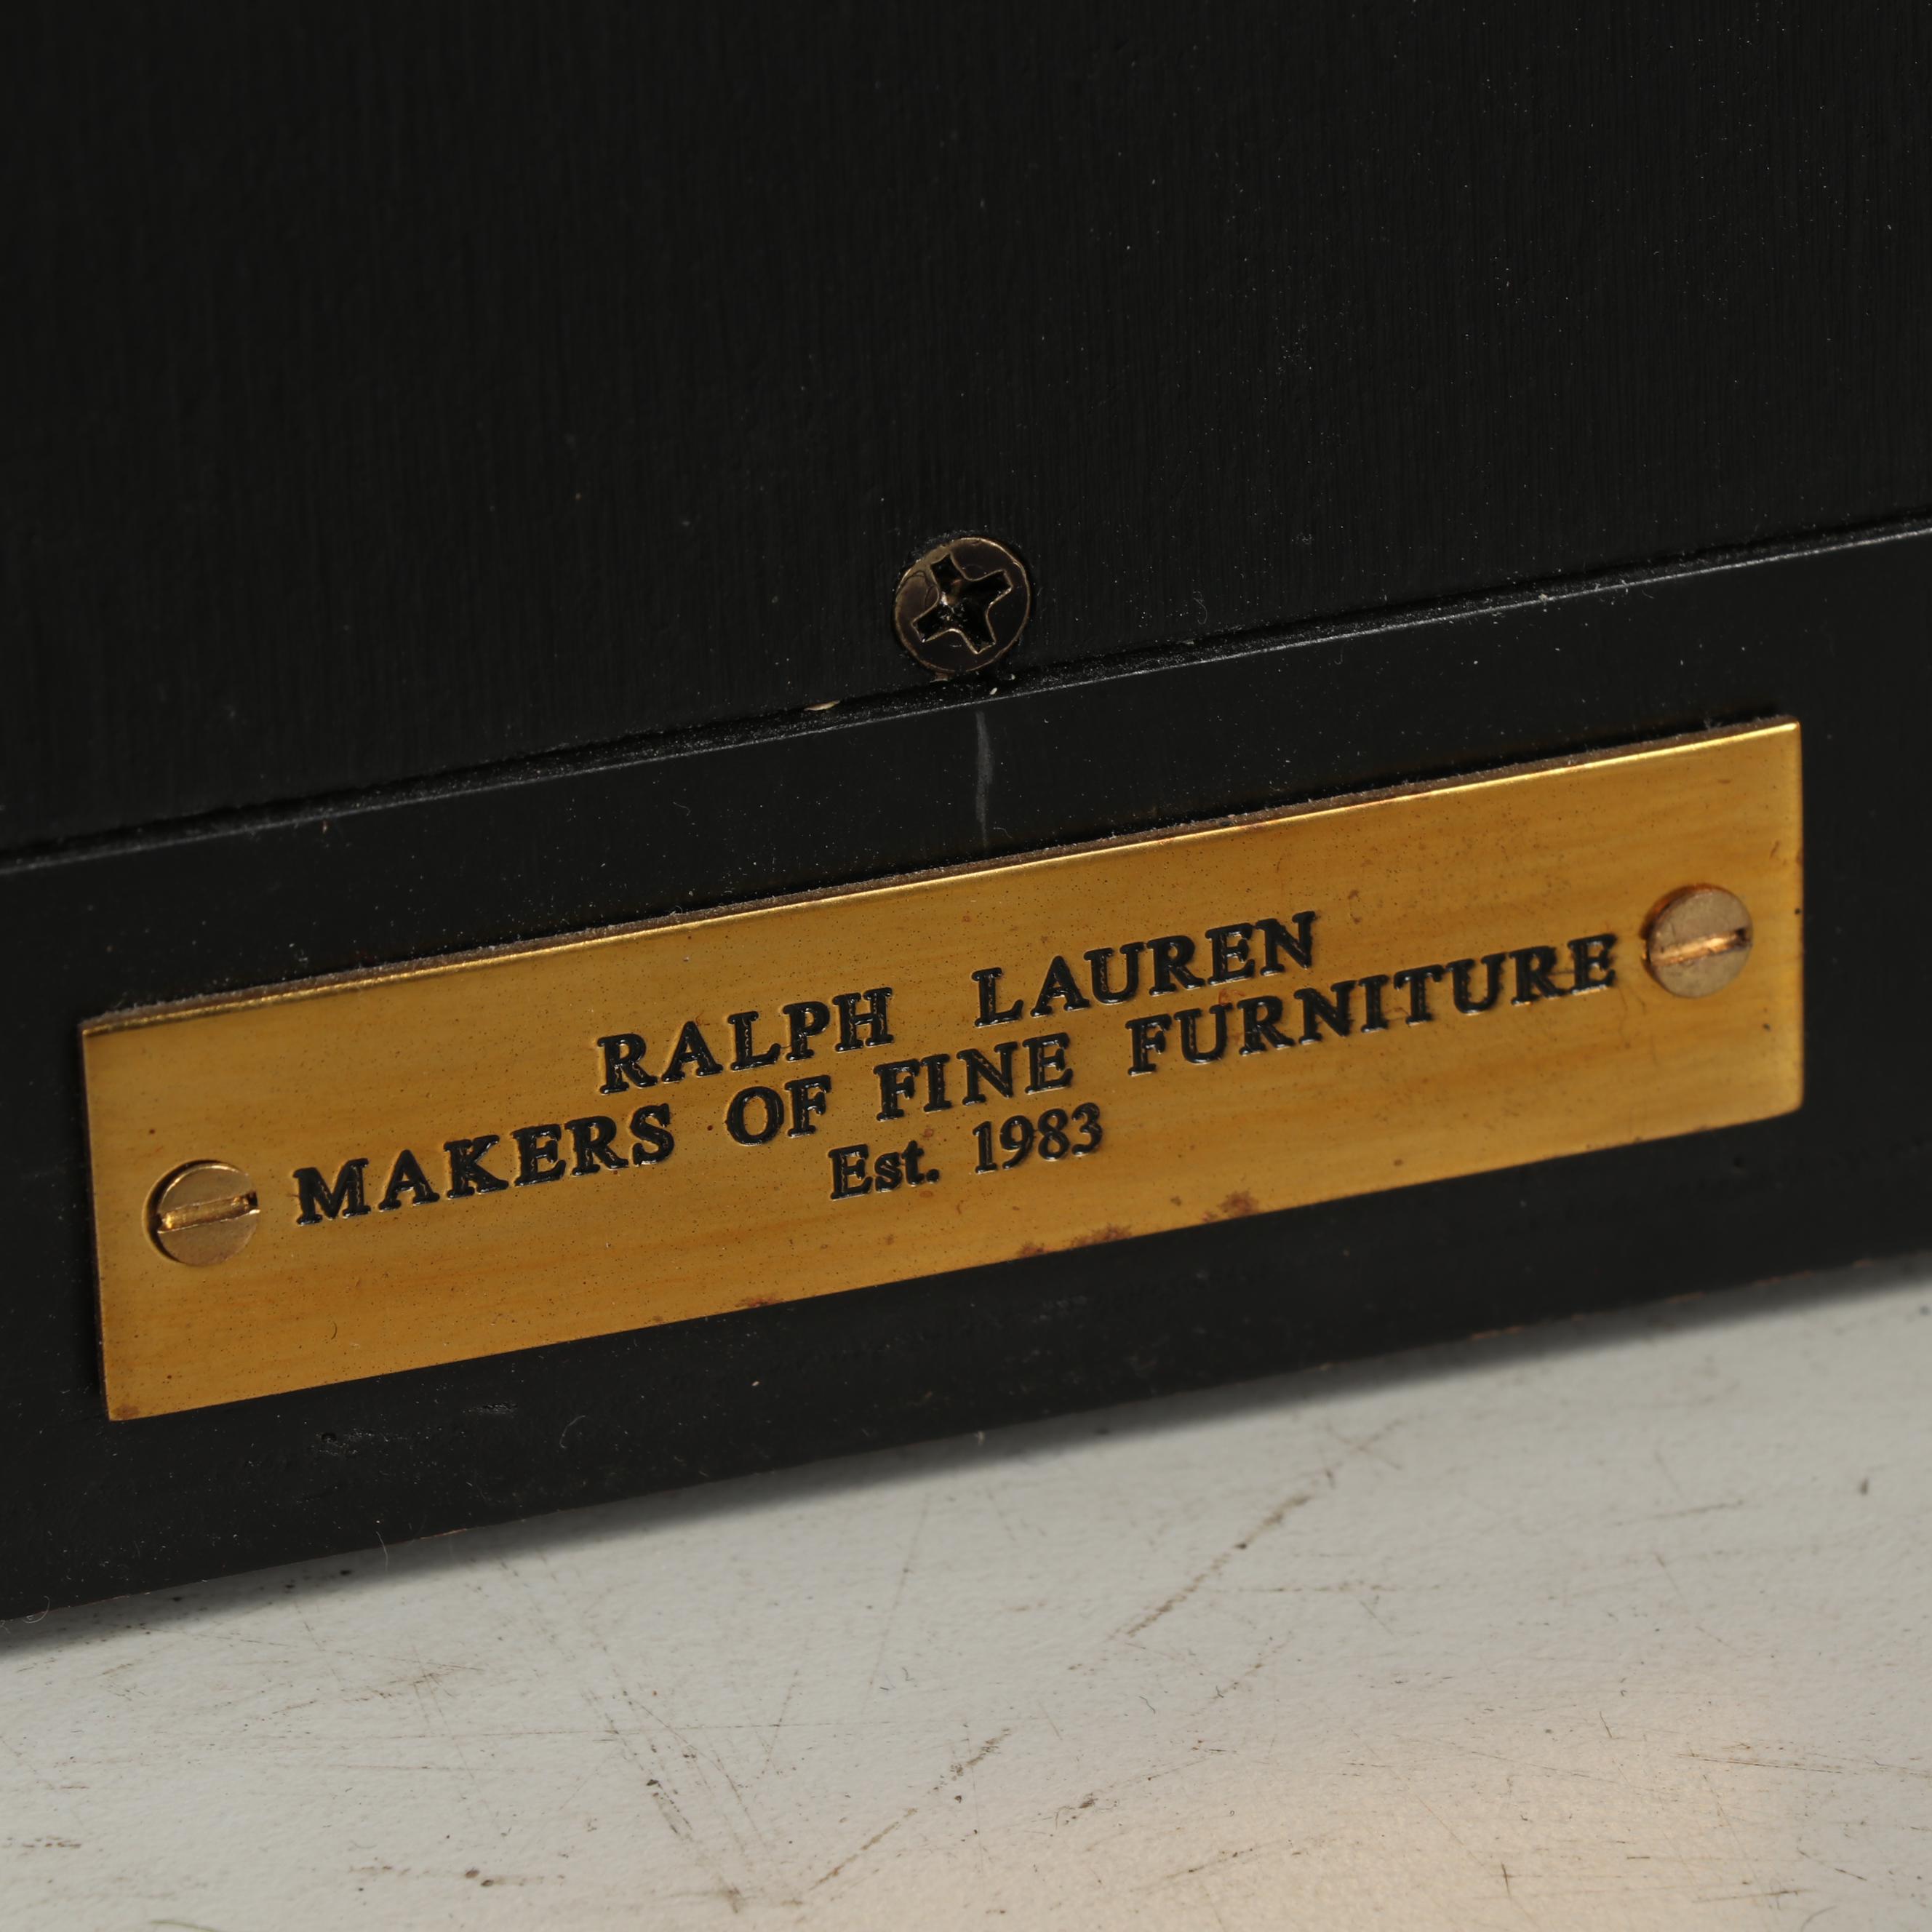 RALPH LAUREN
MAKERS OF FINE FURNITURE
Est. 1983